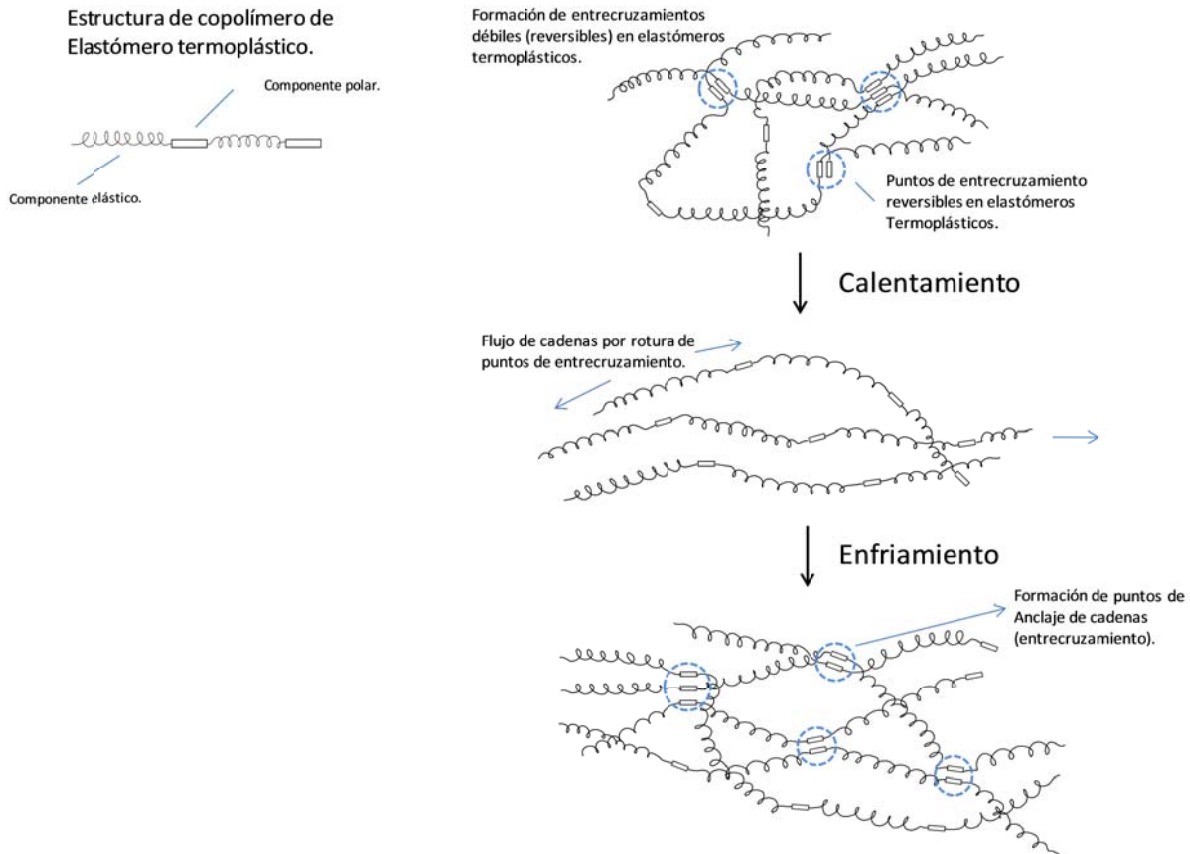 Estructura de copolímero de
Elastómero termoplástico.
Componente polar.
Componente elástico.
Formación de entrecruzamientos
débiles (reversibles) en elastómeros
termoplásticos.
Puntos de entrecruzamiento
reversibles en elastómeros
Termoplásticos.
Calentamiento
Flujo de cadenas por rotura de
puntos de entrecruzamiento.
Enfriamiento
Formación de puntos de
Anclaje de cadenas
(entrecruzamiento).